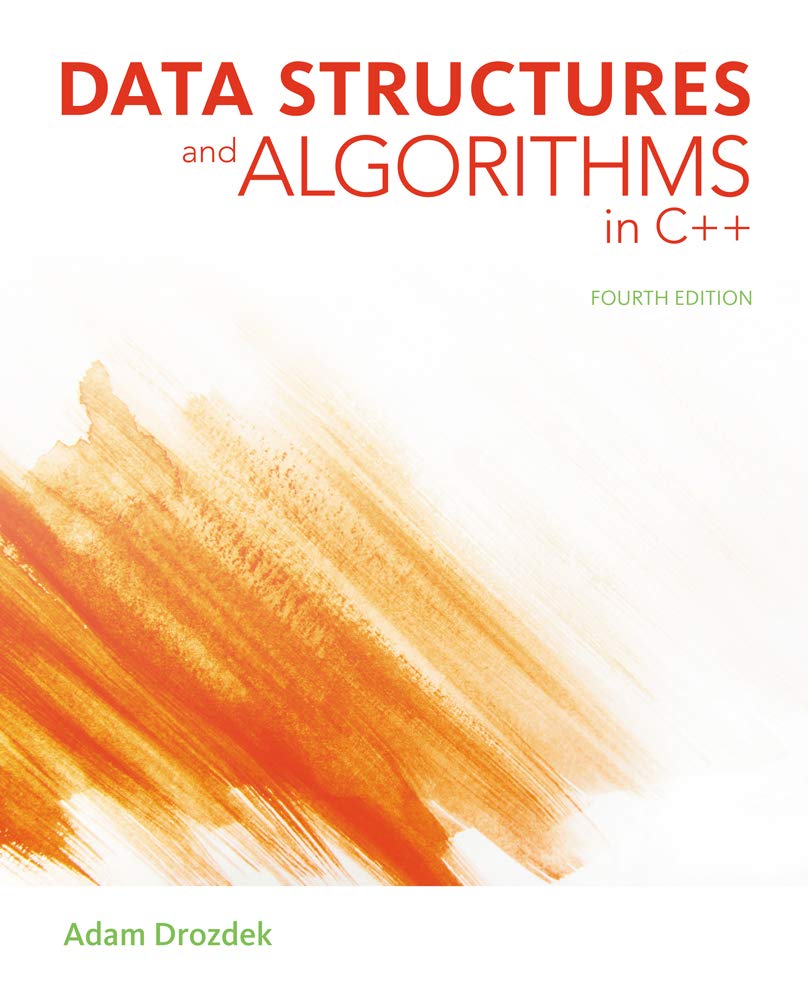 DATA STRUCTURES
and ALGORITHMS
in C++
FOURTH EDITION
Adam Drozdek